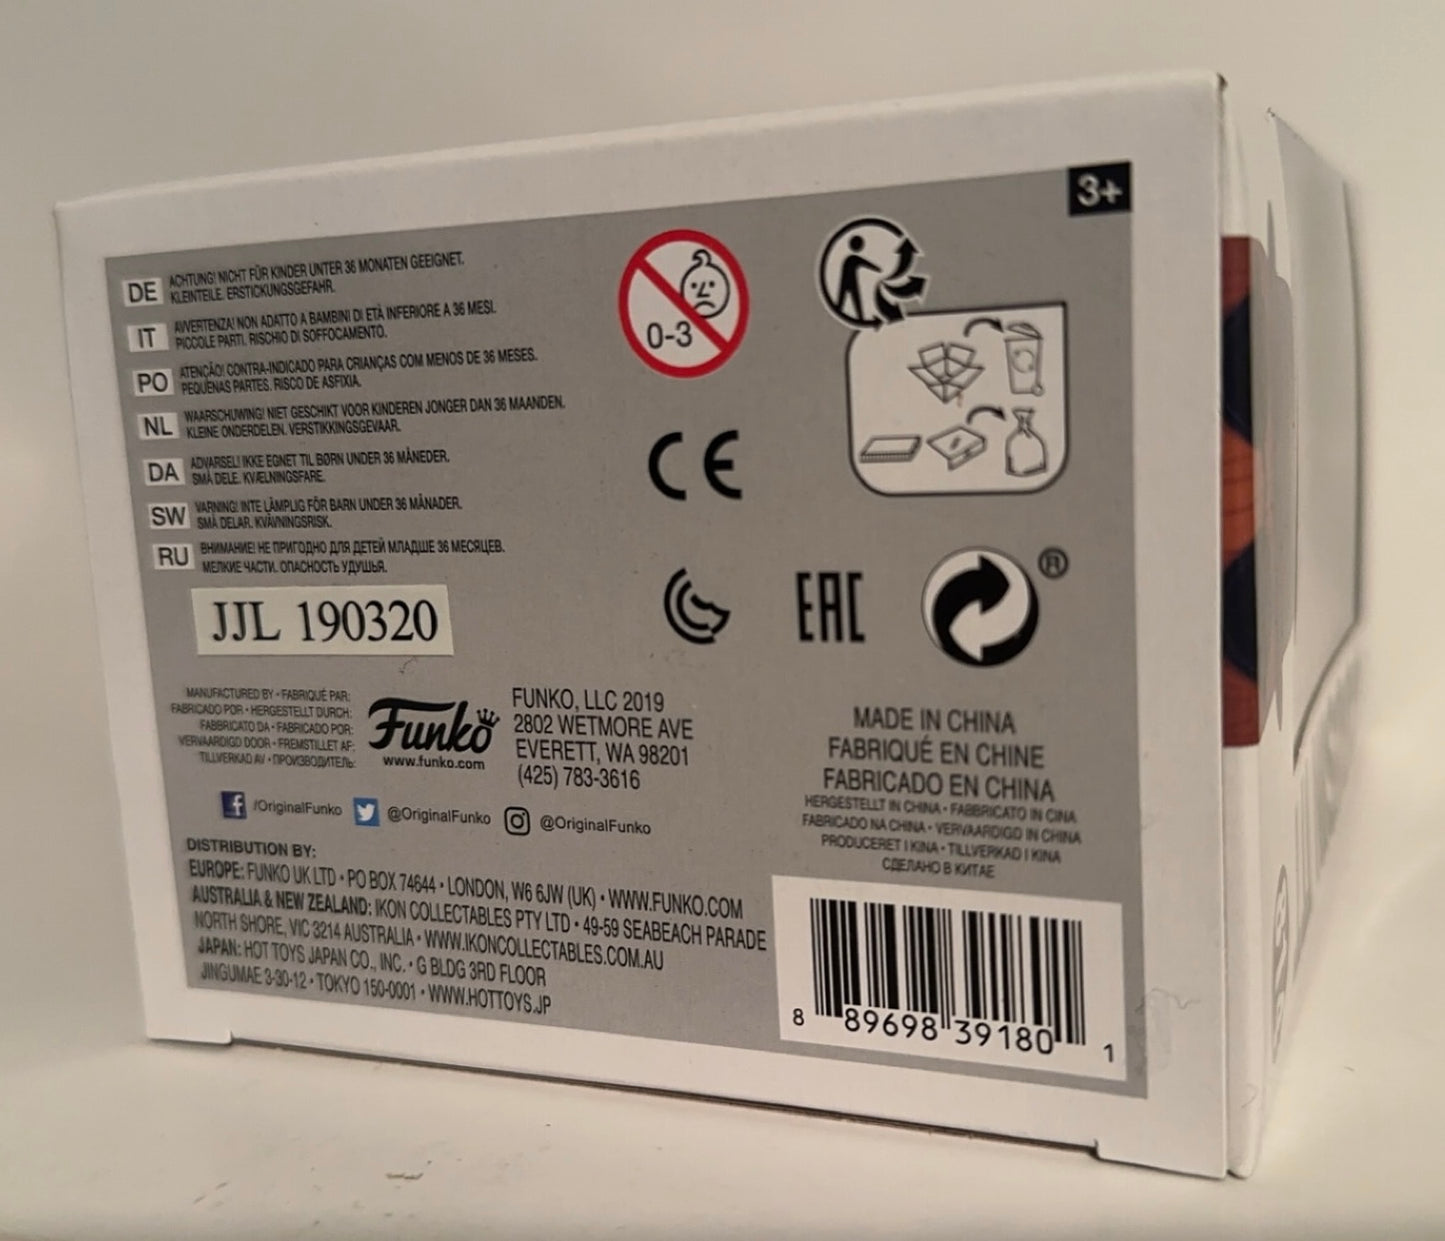 3+
DE ACHTUNG! NICHT FÜR KINDER UNTER 36 MONATEN GEEIGNET.
KLEINTEILE. ERSTICKUNGSGEFAHR.
IT AVVERTENZA! NON ADATTO A BAMBINI DI ETÀ INFERIORE A 36 MESI.
PICCOLE PARTI. RISCHIO DI SOFFOCAMENTO.
PO ATENÇÃO! CONTRA-INDICADO PARA CRIANÇAS COM MENOS DE 36 MESES.
PEQUENAS PARTES. RISCO DE ASFIXIA.
NL WAARSCHUWING! NIET GESCHIKT VOOR KINDEREN JONGER DAN 36 MAANDEN.
KLEINE ONDERDELEN. VERSTIKKINGSGEVAAR.
DA ADVARSEL! IKKE EGNET TIL BØRN UNDER 36 MÅNEDER.
SMÅ DELE. KVÆLNINGSFARE.
SW VARNING! INTE LÄMPLIG FÖR BARN UNDER 36 MÅNADER.
SMÅ DELAR. KVÄVNINGSRISK.
RU ВНИМАНИЕ! НЕ ПРИГОДНО ДЛЯ ДЕТЕЙ МЛАДШЕ 36 МЕСЯЦЕВ.
МЕЛКИЕ ЧАСТИ. ОПАСНОСТЬ УДУШЬЯ.
0-3
CE
EAC
®
JJL 190320
MANUFACTURED BY • FABRIQUÉ PAR:
FABRICADO POR • HERGESTELLT DURCH:
FABBRICATO DA • FABRICADO POR:
VERVAARDIGD DOOR • FREMSTILLET AF:
TILLVERKAD AV • ПРОИЗВОДИТЕЛЬ:
Funko
www.funko.com
FUNKO, LLC 2019
2802 WETMORE AVE
EVERETT, WA 98201
(425) 783-3616
f /OriginalFunko @OriginalFunko @OriginalFunko
DISTRIBUTION BY:
EUROPE: FUNKO UK LTD • PO BOX 74644 • LONDON, W6 6JW (UK) • WWW.FUNKO.COM
AUSTRALIA & NEW ZEALAND: IKON COLLECTABLES PTY LTD • 49-59 SEABEACH PARADE
NORTH SHORE, VIC 3214 AUSTRALIA • WWW.IKONCOLLECTABLES.COM.AU
JAPAN: HOT TOYS JAPAN CO., INC. • G BLDG 3RD FLOOR
JINGUMAE 3-30-12 • TOKYO 150-0001 • WWW.HOTTOYS.JP
MADE IN CHINA
FABRIQUÉ EN CHINE
FABRICADO EN CHINA
HERGESTELLT IN CHINA • FABBRICATO IN CINA
FABRICADO NA CHINA • VERVAARDIGD IN CHINA
PRODUCERET I KINA • TILLVERKAD I KINA
СДЕЛАНО В КИТАЕ
8 89698 39180 1